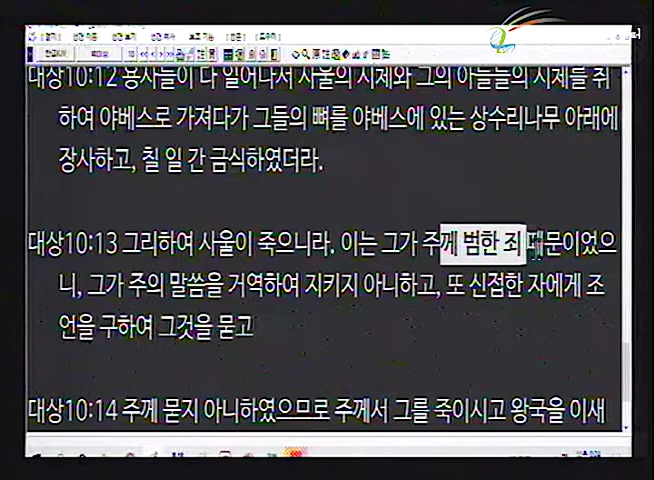 대상10:12 용사들이 다 일어나서 사울의 시체와 그의 아들들의 시체를 취
하여 야베스로 가져다가 그들의 뼈를 야베스에 있는 상수리나무 아래에
장사하고, 칠 일 간 금식하였더라.
대상10:13 그리하여 사울이 죽으니라. 이는 그가 주께 범한 죄 때문이었으
니, 그가 주의 말씀을 거역하여 지키지 아니하고, 또 신접한 자에게 조
언을 구하여 그것을 묻고
대상10:14 주께 묻지 아니하였으므로 주께서 그를 죽이시고 왕국을 이새